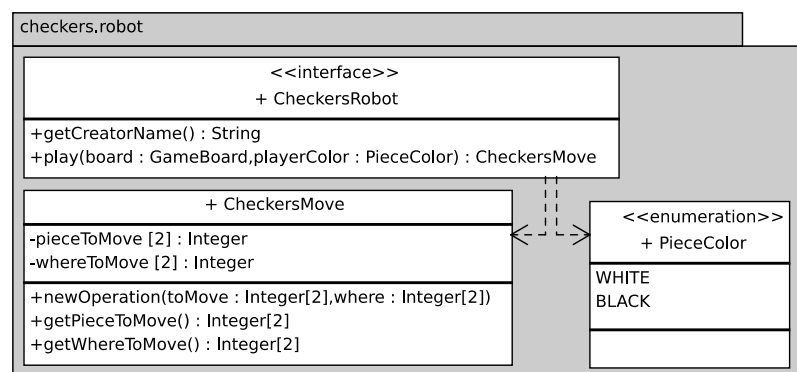 checkers.robot
<<interface>>
+ CheckersRobot
+getCreatorName() : String
+play(board : GameBoard,playerColor : PieceColor) : CheckersMove
+ CheckersMove
-pieceToMove [2] : Integer
-whereToMove [2] : Integer
+newOperation(toMove : Integer[2],where : Integer[2])
+getPieceToMove() : Integer[2]
+getWhereToMove() : Integer[2]
<<enumeration>>
+ PieceColor
WHITE
BLACK